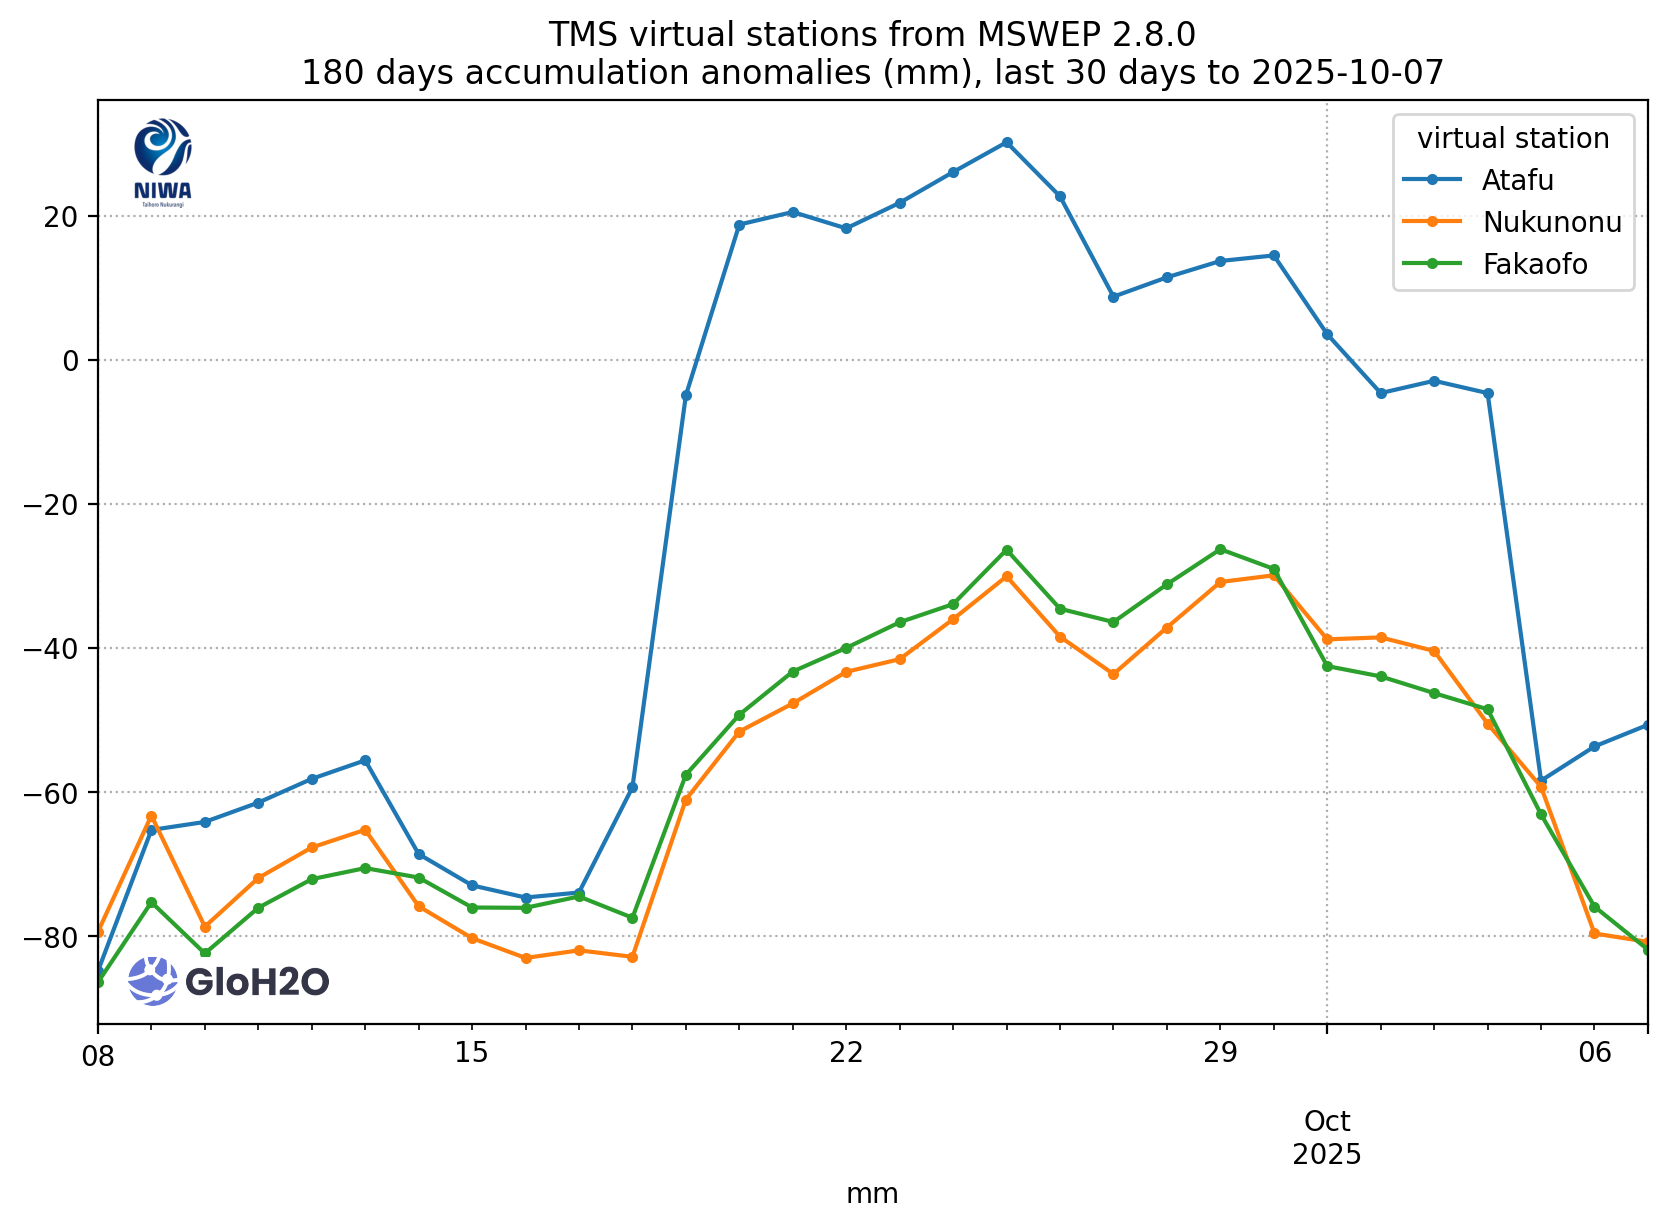 TMS virtual stations from MSWEP 2.8.0
180 days accumulation anomalies (mm), last 30 days to 2025-10-07
NIWA
Taihoro Nukurangi
virtual station
Atafu
Nukunonu
Fakaofo
20
0
−20
−40
−60
−80
GloH2O
08
15
22
29
06
Oct
2025
mm